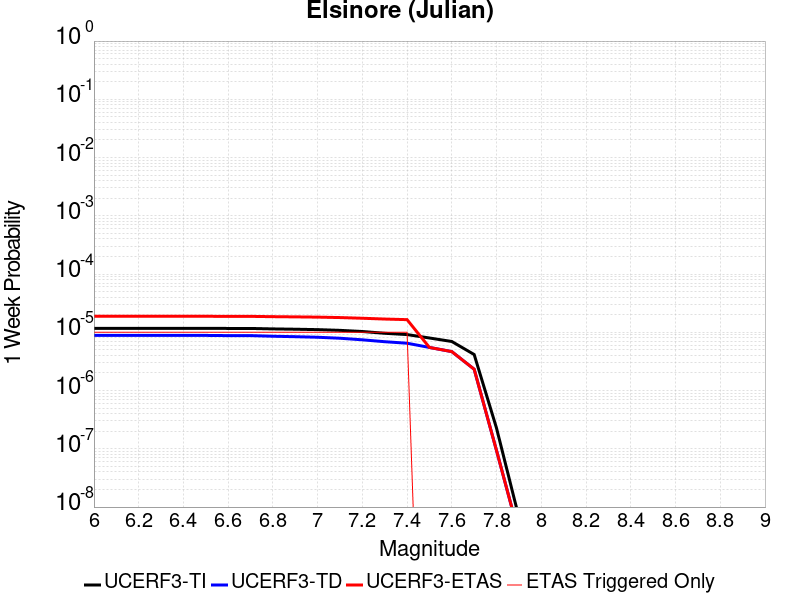 Elsinore (Julian)
1 Week Probability
10^0
10^-1
10^-2
10^-3
10^-4
10^-5
10^-6
10^-7
10^-8
6 6.2 6.4 6.6 6.8 7 7.2 7.4 7.6 7.8 8 8.2 8.4 8.6 8.8 9
Magnitude
UCERF3-TI UCERF3-TD UCERF3-ETAS ETAS Triggered Only